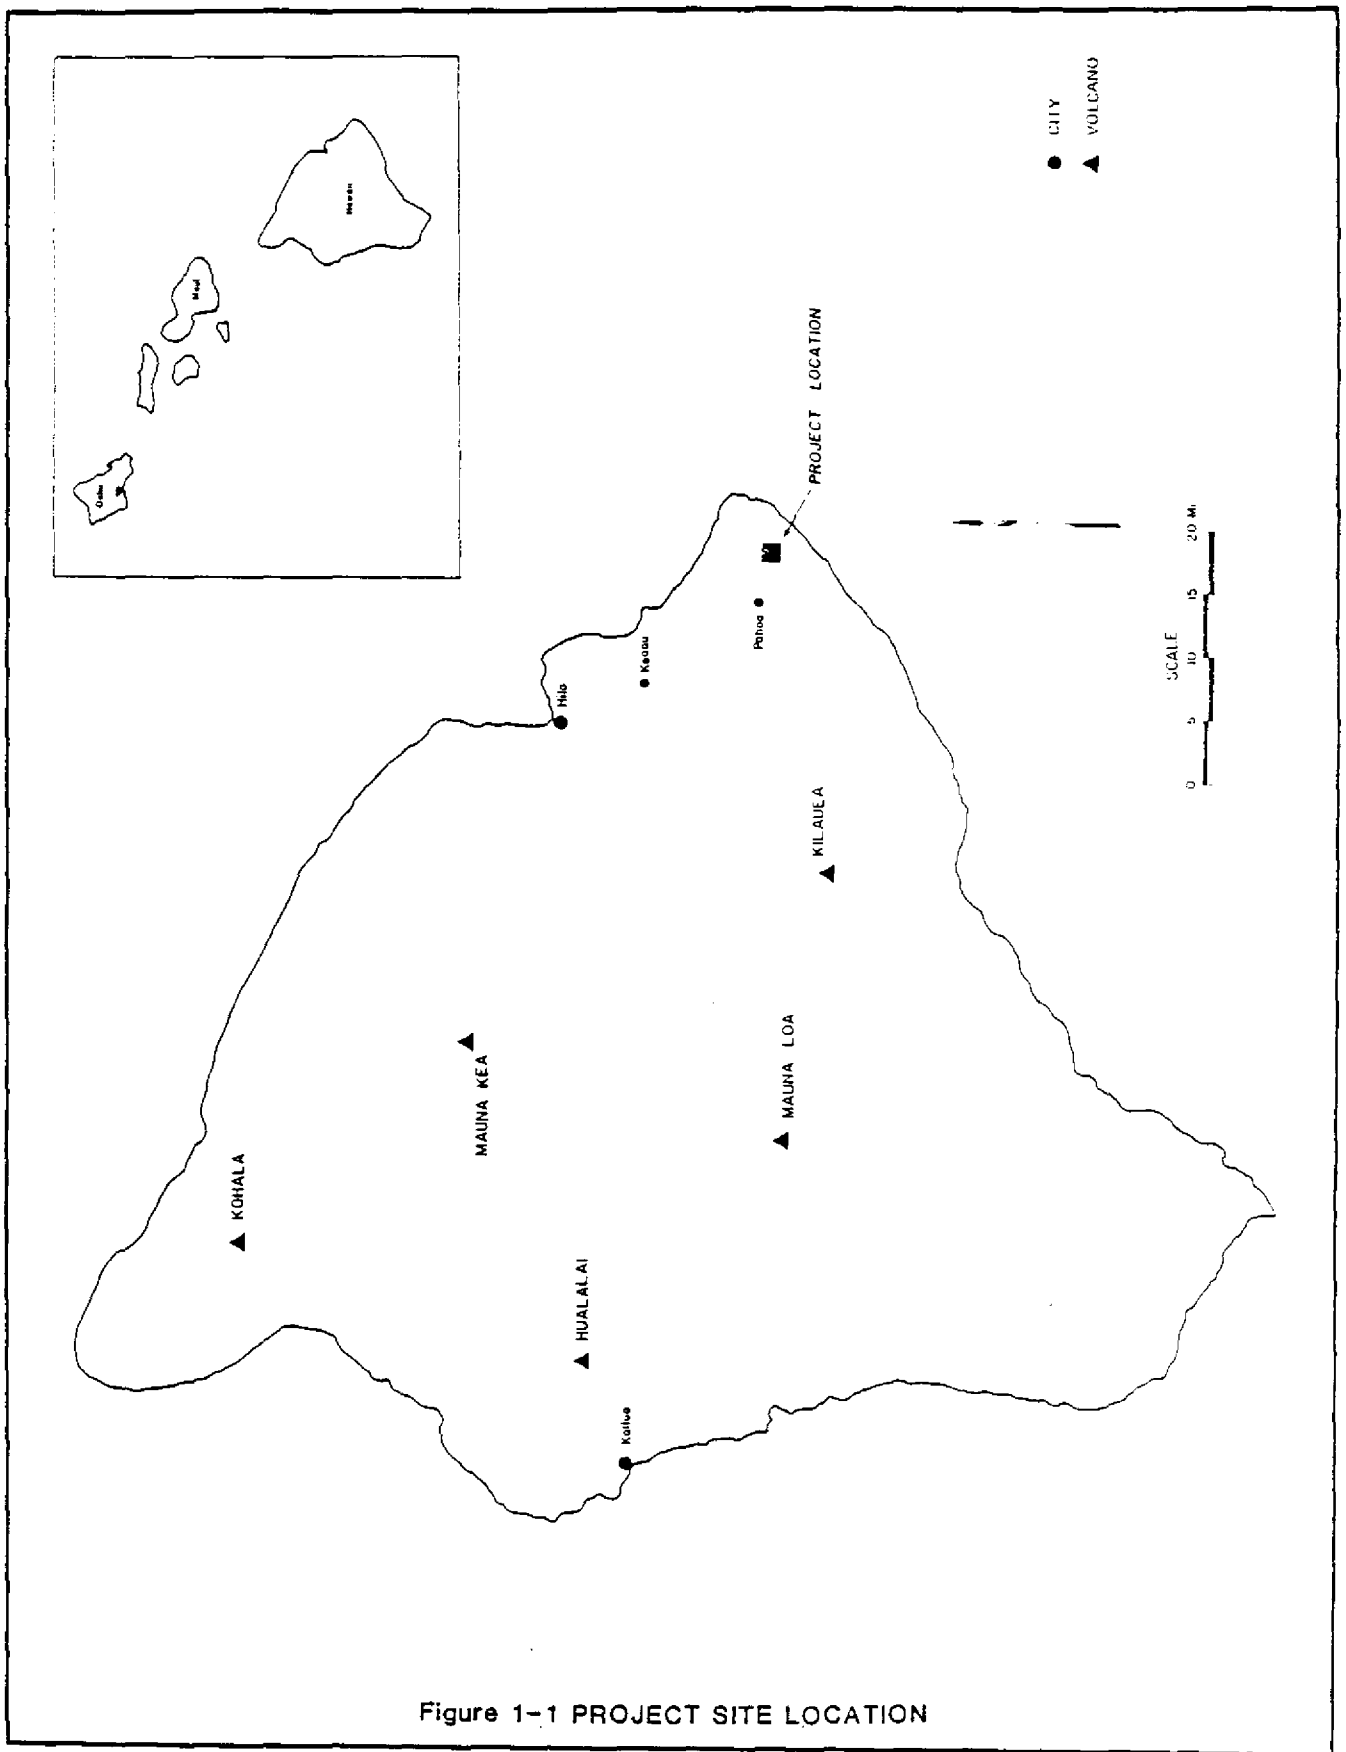 Oahu
Maui
Hawaii
CITY
VOLCANO
KOHALA
MAUNA KEA
Hilo
Keaau
Pahoa
PROJECT LOCATION
HUALALAI
Kailua
MAUNA LOA
KILAUEA
SCALE
0 5 10 15 20 Mi
Figure 1-1 PROJECT SITE LOCATION